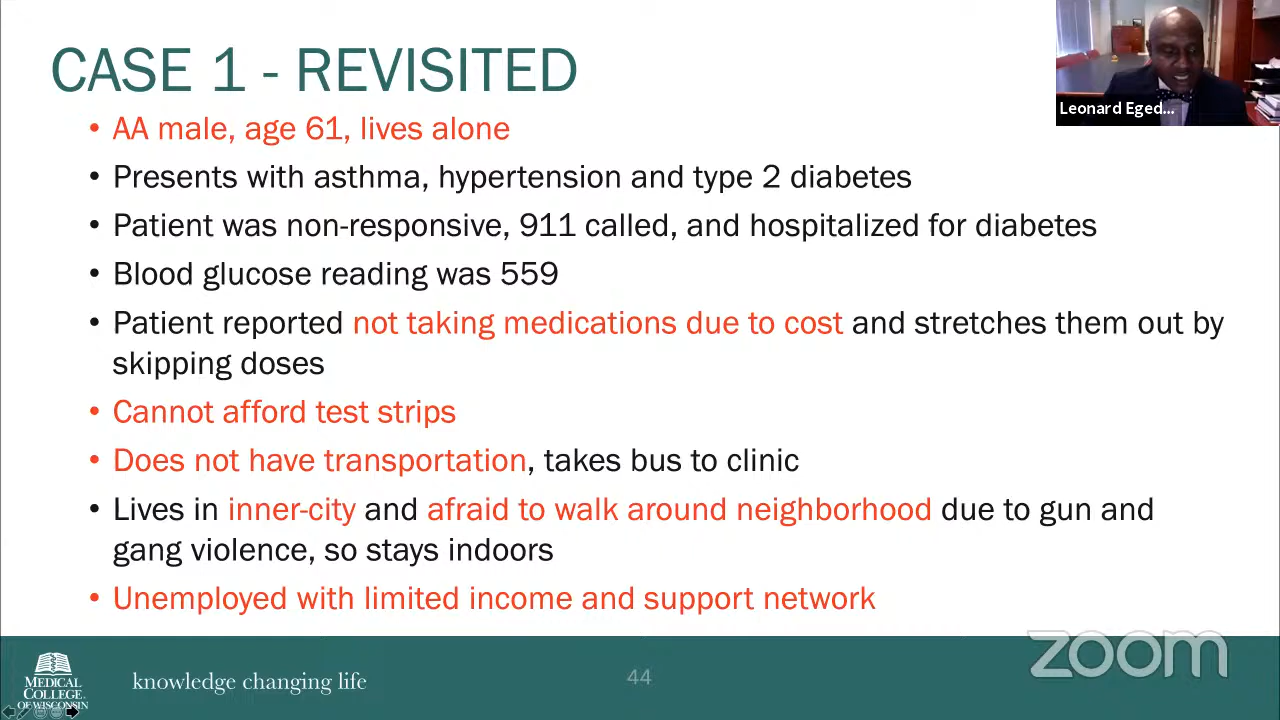 CASE 1 - REVISITED
Leonard Eged...
• AA male, age 61, lives alone
• Presents with asthma, hypertension and type 2 diabetes
• Patient was non-responsive, 911 called, and hospitalized for diabetes
• Blood glucose reading was 559
• Patient reported not taking medications due to cost and stretches them out by
skipping doses
• Cannot afford test strips
• Does not have transportation, takes bus to clinic
• Lives in inner-city and afraid to walk around neighborhood due to gun and
gang violence, so stays indoors
• Unemployed with limited income and support network
MEDICAL
COLLEGE
OF WISCONSIN
knowledge changing life
44
zoom